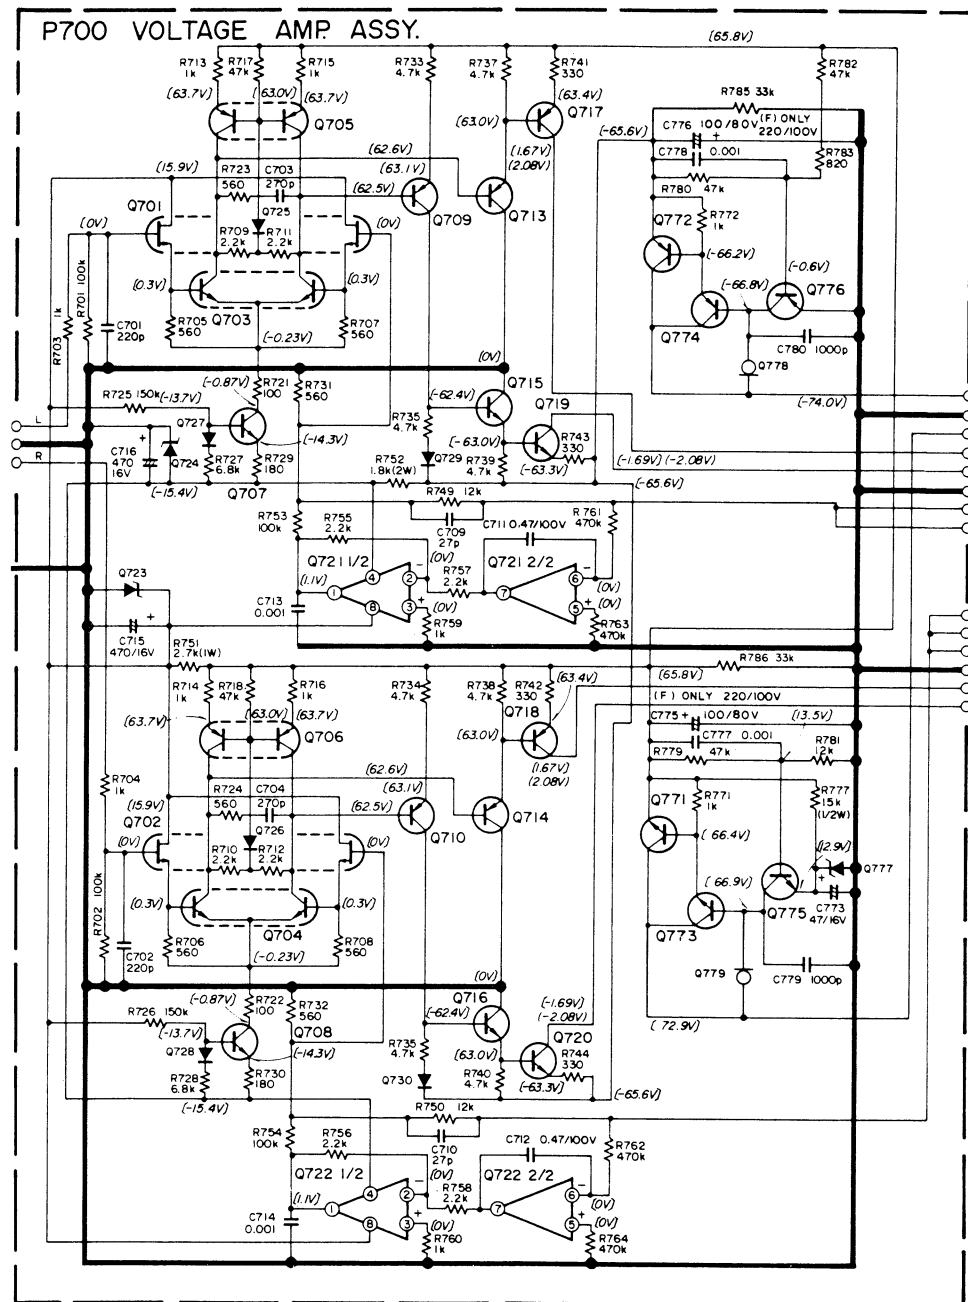 P700 VOLTAGE AMP. ASSY.
(65.8V)
R713
1k
R717
47k
R715
1k
R733
4.7k
R737
4.7k
R741
330
R782
47k
(63.7V)
(63.0V)
(63.7V)
Q705
(63.4V)
Q717
(63.0V)
R785 33k
(F) ONLY
220/100V
C776 100/80V
+
(-65.6V)
C778 0.001
R783
820
(62.6V)
(1.67V)
(2.08V)
(15.9V)
R723
560
C703
270p
(63.1V)
(62.5V)
R780 47k
Q701
Q725
Q709
Q713
Q772
R772
1k
(0V)
R709
2.2k
R711
2.2k
(0V)
(-66.2V)
(-0.6V)
(-66.8V)
Q776
(0.3V)
(0.3V)
Q703
Q774
R703 1k
R701 100k
C701
220p
R705
560
R707
560
(-0.23V)
C780 1000p
Q778
(0V)
(-0.87V)
R721
100
R731
560
Q715
(-74.0V)
R725 150k
(-13.7V)
(-62.4V)
Q719
L
R
Q727
R735
4.7k
(-63.0V)
R743
330
+
C716
470
16V
Q724
R727
6.8k
(-14.3V)
R729
180
R752
1.8k(2W)
Q729
R739
4.7k
(-63.3V)
(-1.69V) (-2.08V)
(-15.4V)
Q707
(-65.6V)
R749 12k
R753
100k
R755
2.2k
C709
27p
C711 0.47/100V
R761
470k
Q721 1/2
(0V)
Q721 2/2
Q723
(1.1V)
1
4
2
-
8
3
+
R757
2.2k
7
6
-
5
+
(0V)
(0V)
C713
0.001
(0V)
R759
1k
R763
470k
+
C715
470/16V
R751
2.7k(1W)
R786 33k
(65.8V)
R714
1k
R718
47k
R716
1k
R734
4.7k
R738
4.7k
R742
330
(63.4V)
(F) ONLY 220/100V
Q718
(63.7V)
(63.0V)
(63.7V)
Q706
(63.0V)
C775 + 100/80V
(13.5V)
C777 0.001
R779 47k
R781
12k
(1.67V)
(2.08V)
R704
1k
(62.6V)
(63.1V)
(15.9V)
R724
560
C704
270p
(62.5V)
Q771
R771
1k
R777
15k
(1/2W)
Q702
Q726
Q710
Q714
(0V)
R710
2.2k
R712
2.2k
(0V)
(66.4V)
(12.9V)
Q777
R702 100k
(0.3V)
(0.3V)
(66.9V)
+
C773
47/16V
Q775
Q704
Q773
R706
560
R708
560
C702
220p
(-0.23V)
Q779
C779 1000p
(0V)
(-0.87V)
R722
100
R732
560
Q716
(-1.69V)
(-2.08V)
R726 150k
(-13.7V)
Q708
(-62.4V)
Q720
(72.9V)
Q728
(-14.3V)
R735
4.7k
(63.0V)
R744
330
R728
6.8k
R730
180
Q730
R740
4.7k
(-63.3V)
(-15.4V)
(-65.6V)
R750 12k
R754
100k
R756
2.2k
C710
27p
C712 0.47/100V
R762
470k
Q722 1/2
(0V)
Q722 2/2
(1.1V)
1
4
2
-
8
3
+
R758
2.2k
7
6
-
5
+
(0V)
(0V)
C714
0.001
(0V)
R760
1k
R764
470k